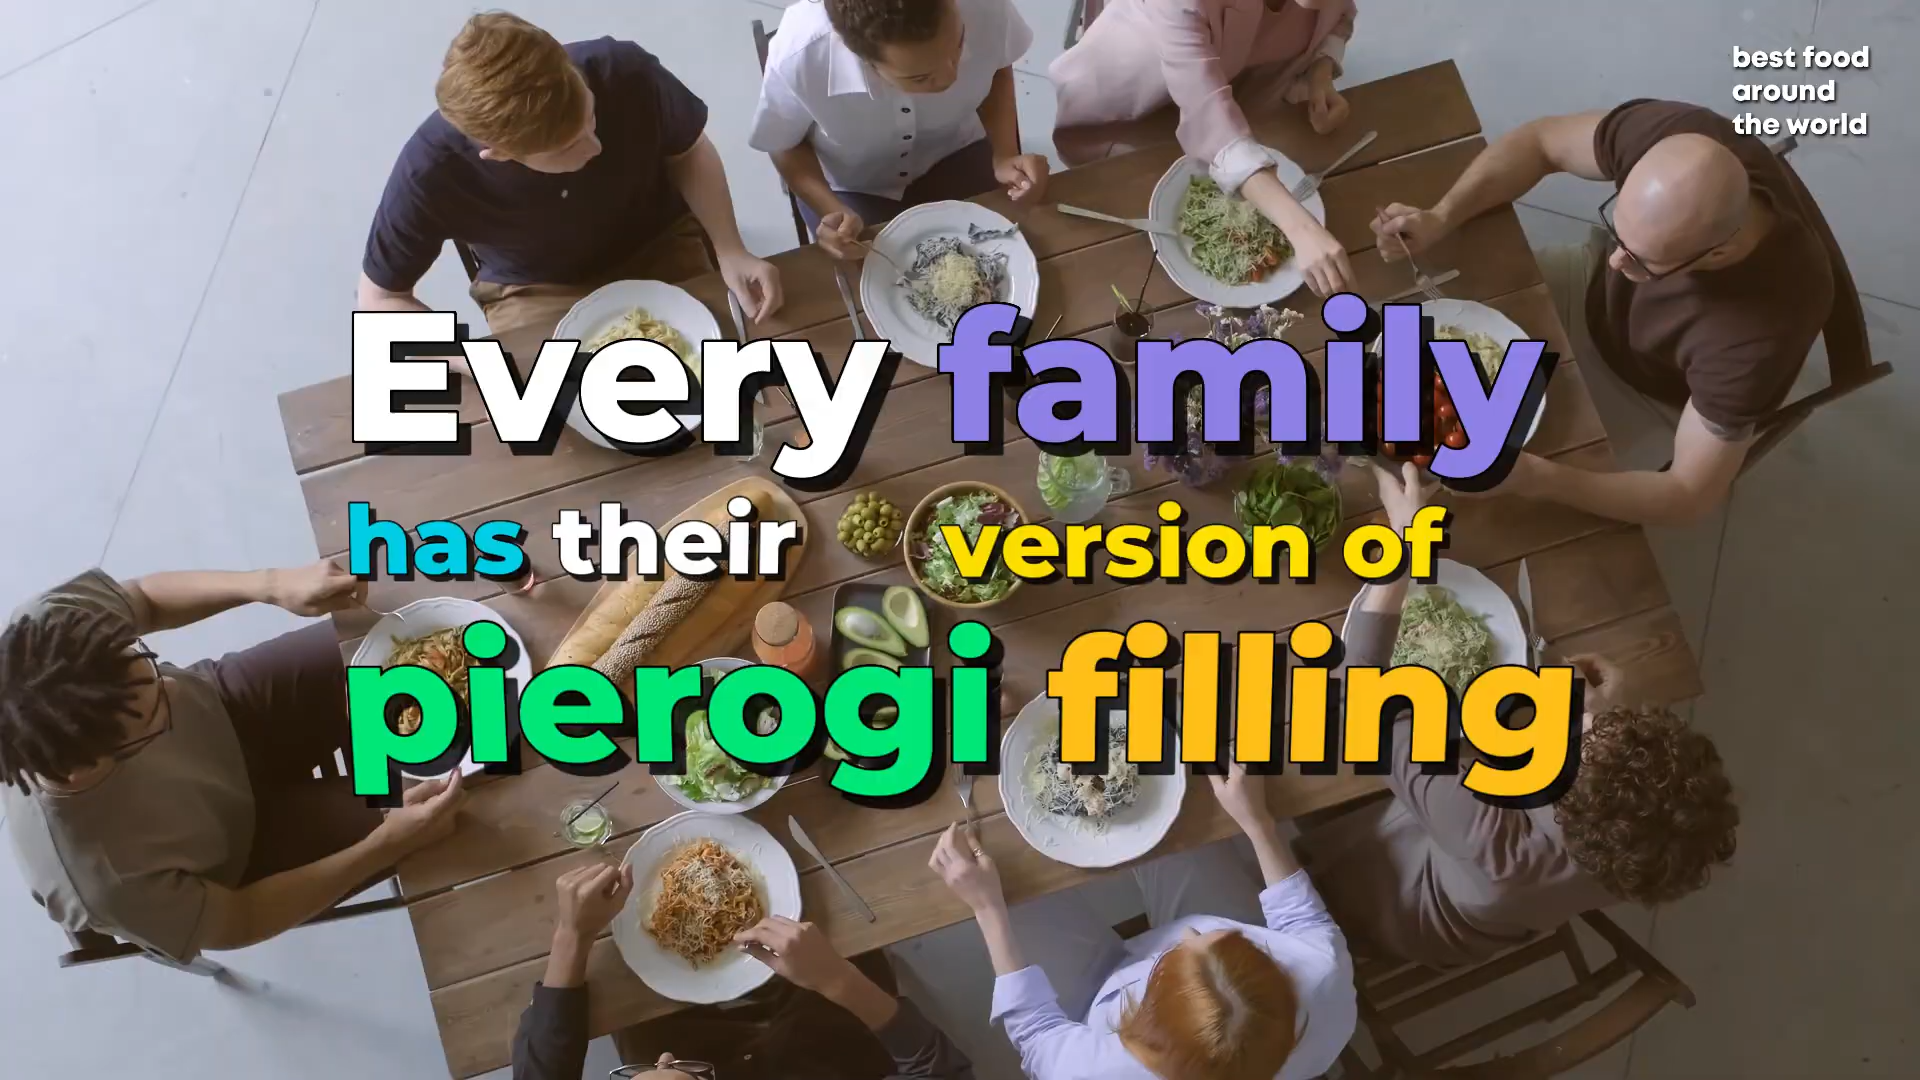 best food
around
the world
Every family
has their version of
pierogi filling